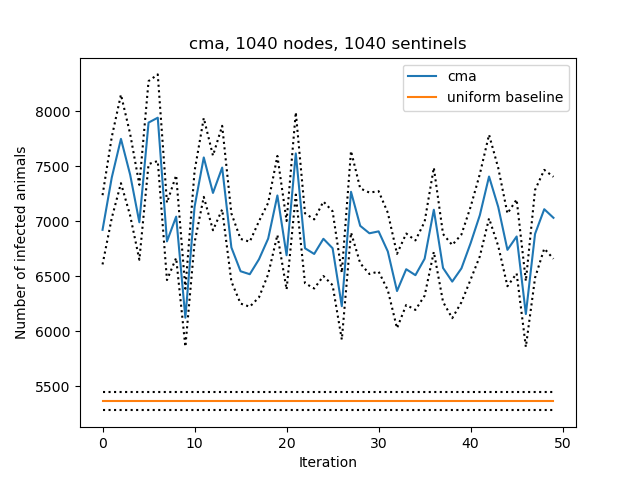 cma, 1040 nodes, 1040 sentinels
cma
uniform baseline
8000
7500
7000
6500
6000
5500
Number of infected animals
0 10 20 30 40 50
Iteration